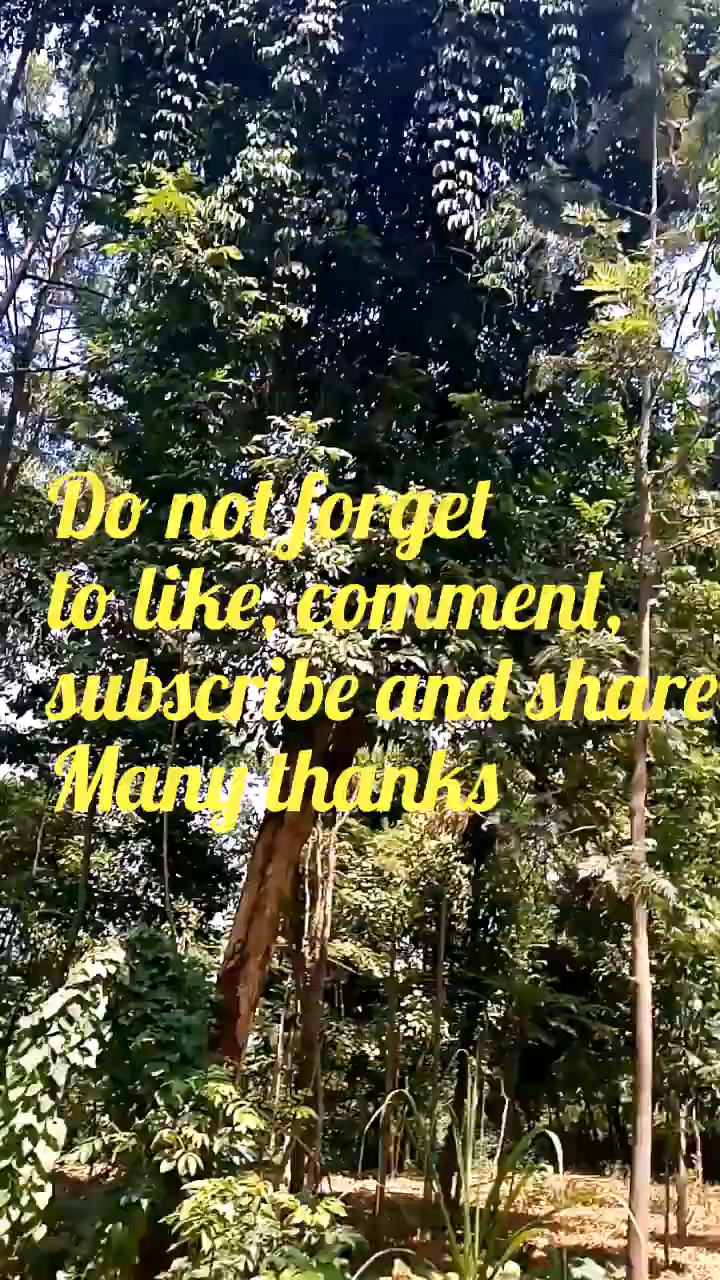 Do not forget
to like, comment,
subscribe and share
Many thanks